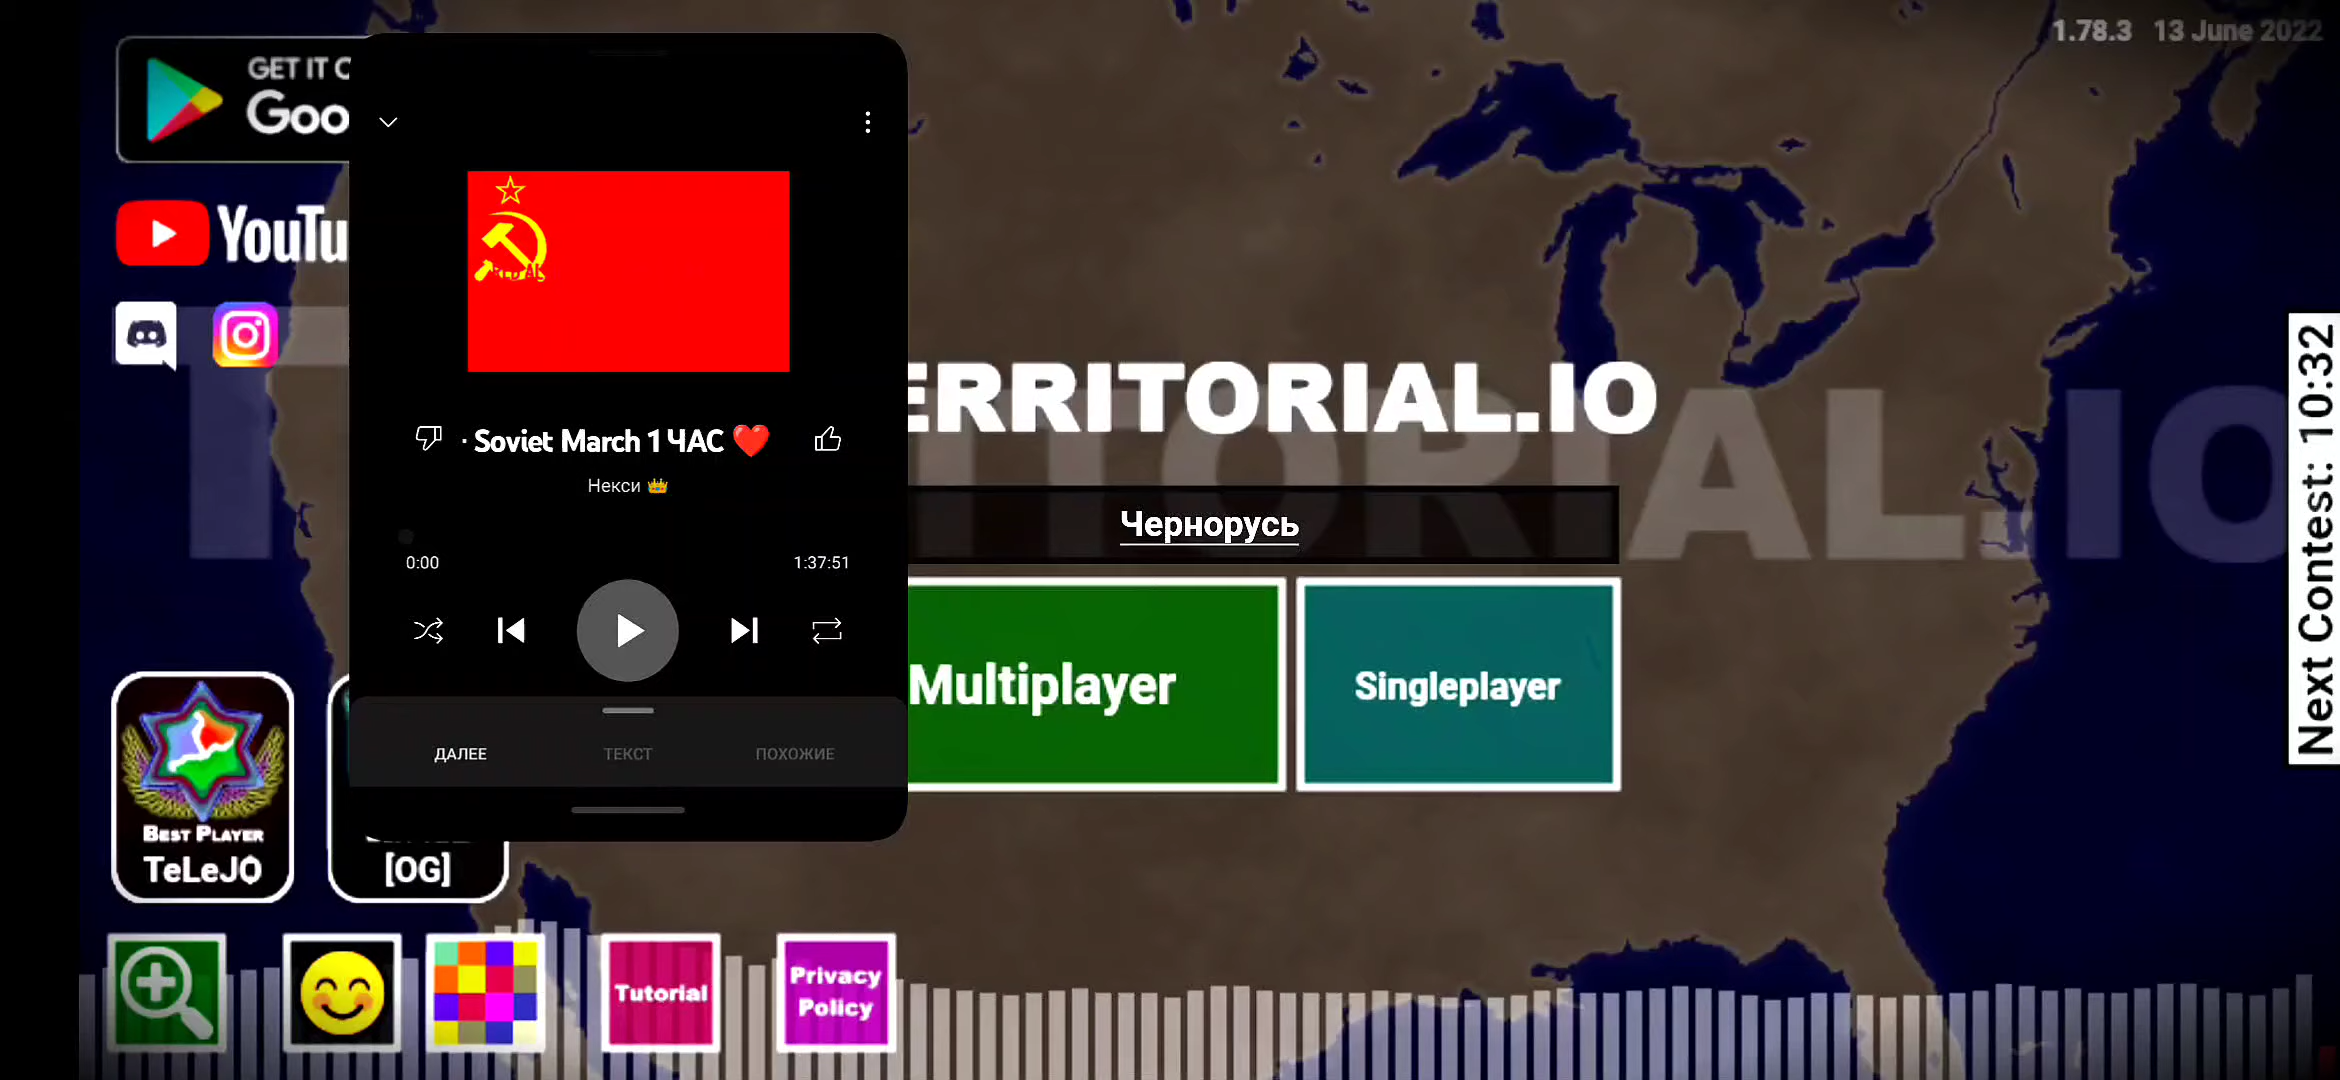 1.78.3 13 June 2022
GET IT
Goo
YouTu
Next Contest: 10:32
ERRITORIAL.IO
· Soviet March 1 ЧАС ❤️
Некси 👑
Чернорусь
0:00
1:37:51
Multiplayer
Singleplayer
ДАЛЕЕ
ТЕКСТ
ПОХОЖИЕ
BEST PLAYER
TeLeJO
[OG]
Tutorial
Privacy
Policy